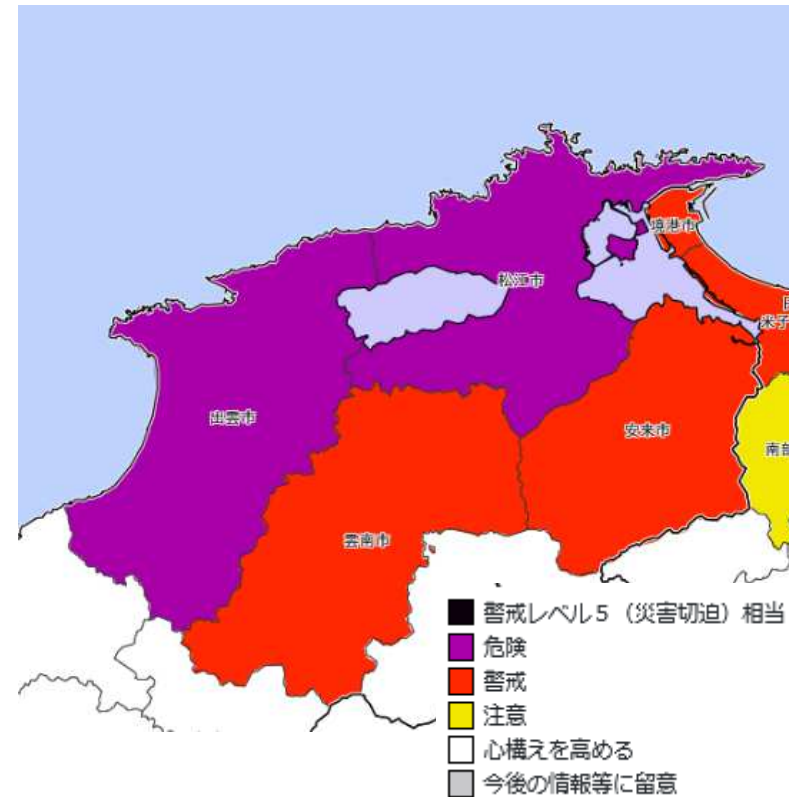 境港市
松江市
米子
出雲市
安来市
南部
雲南市
警戒レベル5（災害切迫）相当
危険
警戒
注意
心構えを高める
今後の情報等に留意